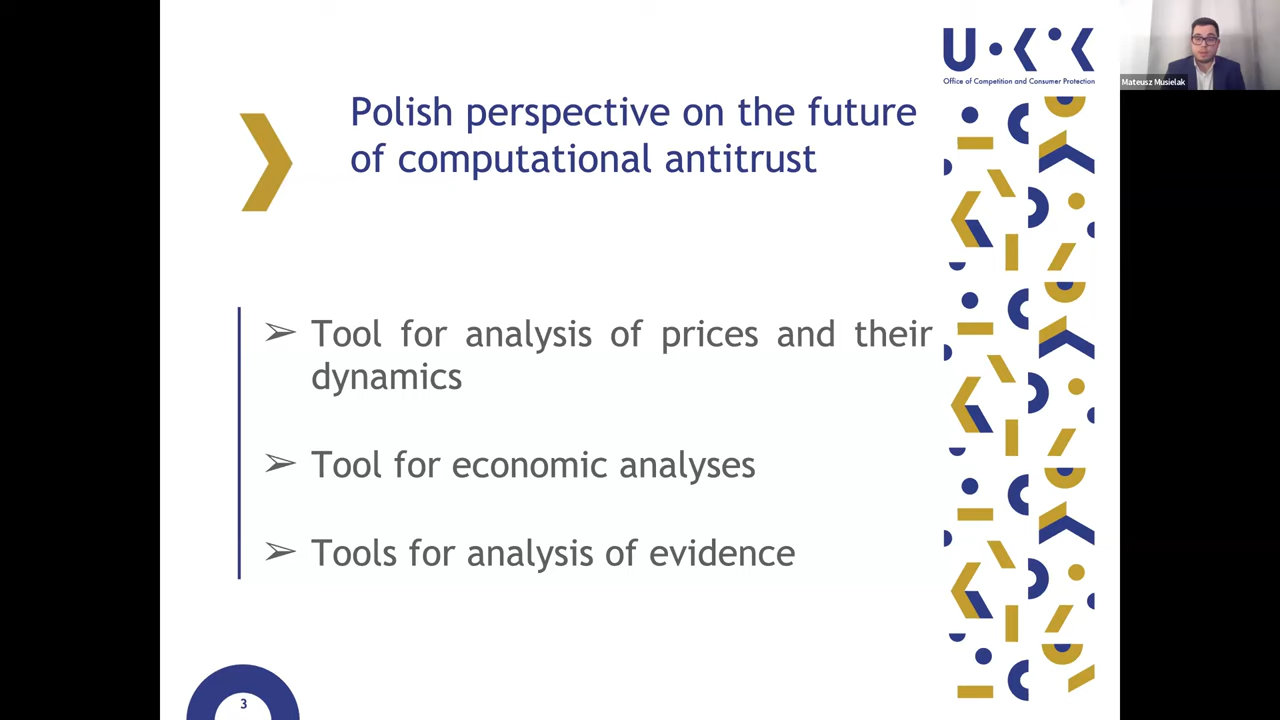 UOKiK
Office of Competition and Consumer Protection
Mateusz Musielak
Polish perspective on the future
of computational antitrust
➢ Tool for analysis of prices and their
dynamics
➢ Tool for economic analyses
➢ Tools for analysis of evidence
3